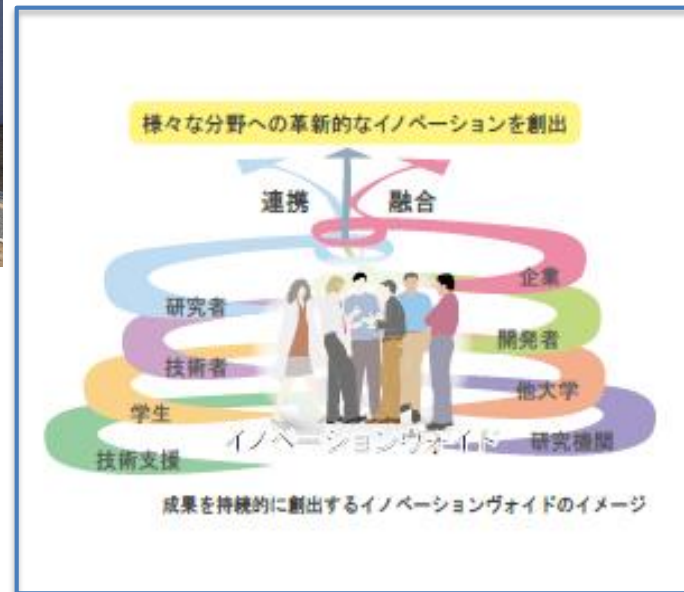 様々な分野への革新的なイノベーションを創出
連携 融合
企業
研究者
開発者
技術者
他大学
学生
イノベーションヴォイド
研究機関
技術支援
成果を持続的に創出するイノベーションヴォイドのイメージ